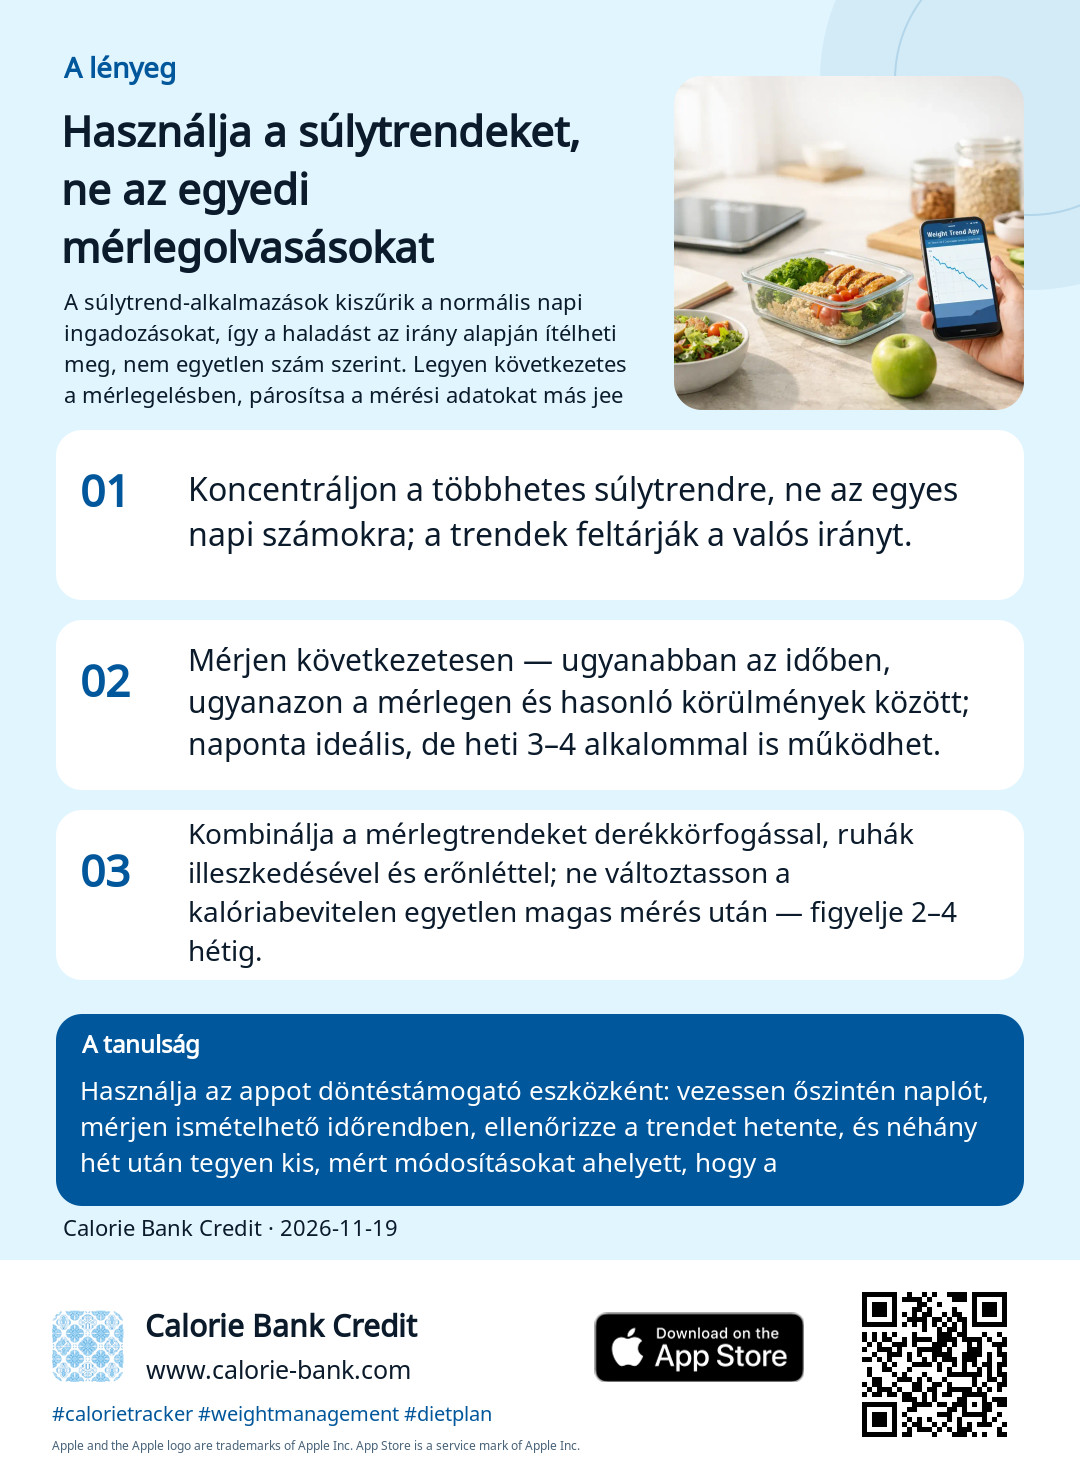 A lényeg
Használja a súlytrendeket,
ne az egyedi
mérlegolvasásokat
A súlytrend-alkalmazások kiszűrik a normális napi
ingadozásokat, így a haladást az irány alapján ítélheti
meg, nem egyetlen szám szerint. Legyen következetes
a mérlegelésben, párosítsa a mérési adatokat más jee
Weight Trend
01
Koncentráljon a többhetes súlytrendre, ne az egyes
napi számokra; a trendek feltárják a valós irányt.
02
Mérjen következetesen — ugyanabban az időben,
ugyanazon a mérlegen és hasonló körülmények között;
naponta ideális, de heti 3–4 alkalommal is működhet.
03
Kombinálja a mérlegtrendeket derékkörfogással, ruhák
illeszkedésével és erőnléttel; ne változtasson a
kalóriabevitelen egyetlen magas mérés után — figyelje 2–4
hétig.
A tanulság
Használja az appot döntéstámogató eszközként: vezessen őszintén naplót,
mérjen ismételhető időrendben, ellenőrizze a trendet hetente, és néhány
hét után tegyen kis, mért módosításokat ahelyett, hogy a
Calorie Bank Credit · 2026-11-19
Calorie Bank Credit
www.calorie-bank.com
Download on the
App Store
#calorietracker #weightmanagement #dietplan
Apple and the Apple logo are trademarks of Apple Inc. App Store is a service mark of Apple Inc.